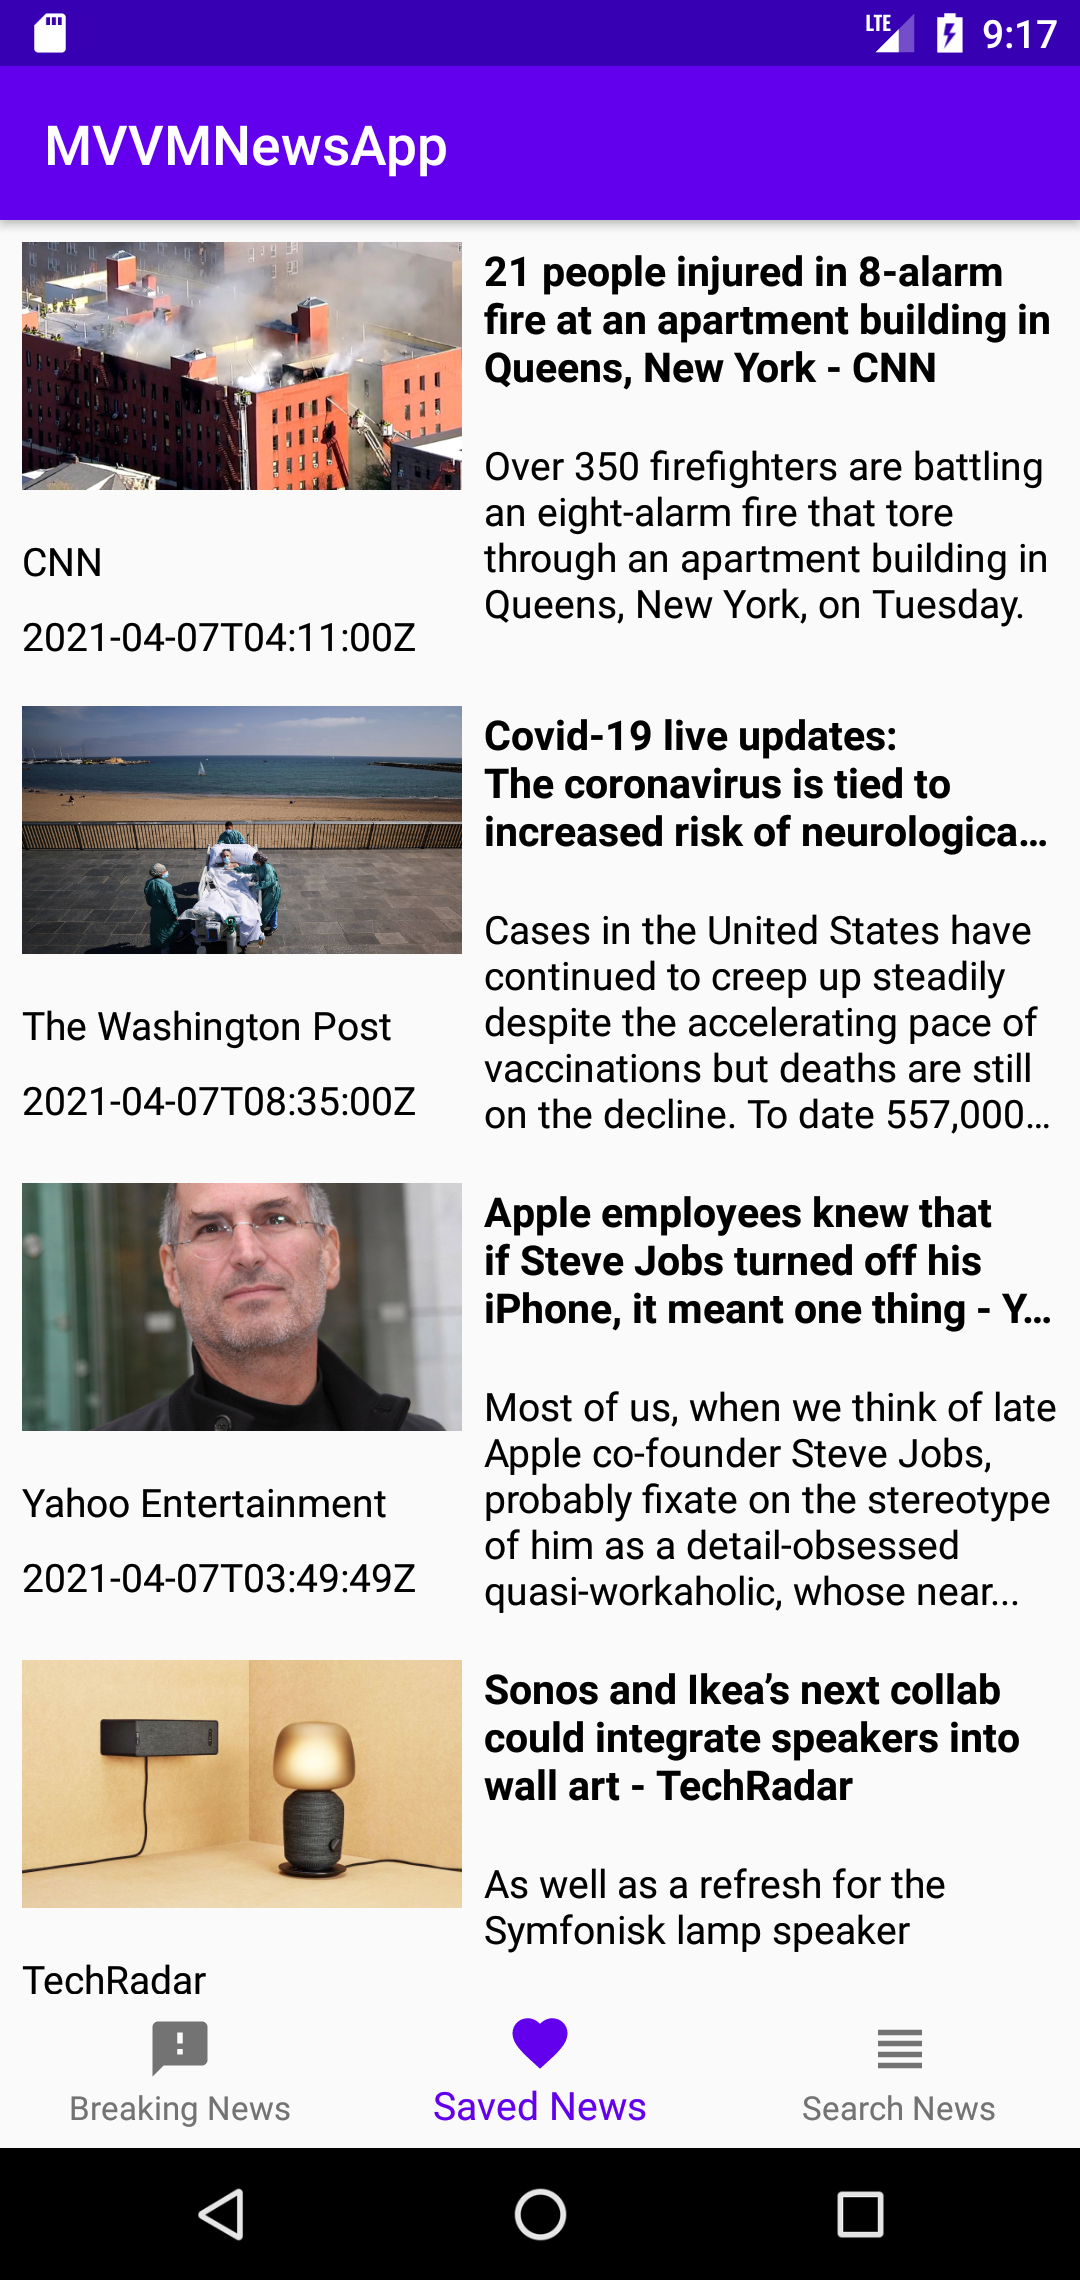 LTE 9:17
MVVMNewsApp
21 people injured in 8-alarm
fire at an apartment building in
Queens, New York - CNN
Over 350 firefighters are battling
an eight-alarm fire that tore
through an apartment building in
Queens, New York, on Tuesday.
CNN
2021-04-07T04:11:00Z
Covid-19 live updates:
The coronavirus is tied to
increased risk of neurologica…
Cases in the United States have
continued to creep up steadily
despite the accelerating pace of
vaccinations but deaths are still
on the decline. To date 557,000…
The Washington Post
2021-04-07T08:35:00Z
Apple employees knew that
if Steve Jobs turned off his
iPhone, it meant one thing - Y…
Most of us, when we think of late
Apple co-founder Steve Jobs,
probably fixate on the stereotype
of him as a detail-obsessed
quasi-workaholic, whose near...
Yahoo Entertainment
2021-04-07T03:49:49Z
Sonos and Ikea’s next collab
could integrate speakers into
wall art - TechRadar
As well as a refresh for the
Symfonisk lamp speaker
TechRadar
Breaking News
Saved News
Search News